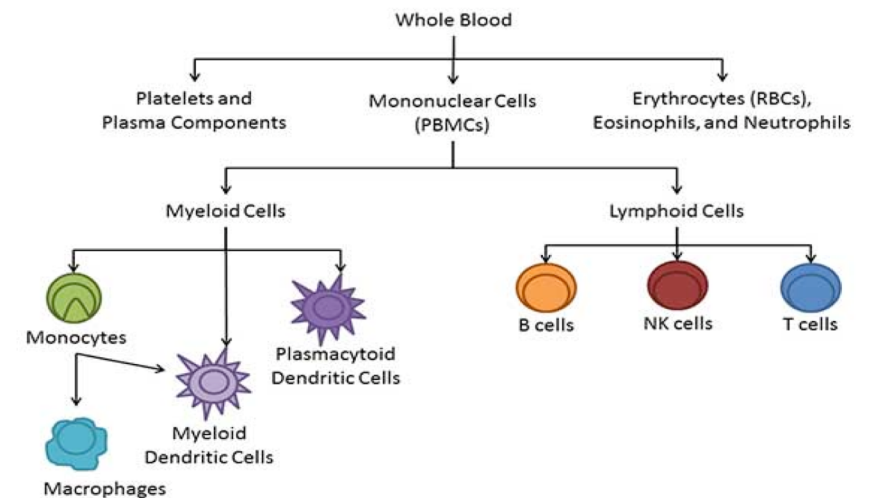 Whole Blood
Platelets and
Plasma Components
Mononuclear Cells
(PBMCs)
Erythrocytes (RBCs),
Eosinophils, and Neutrophils
Myeloid Cells
Lymphoid Cells
Monocytes
Plasmacytoid
Dendritic Cells
B cells
NK cells
T cells
Myeloid
Dendritic Cells
Macrophages